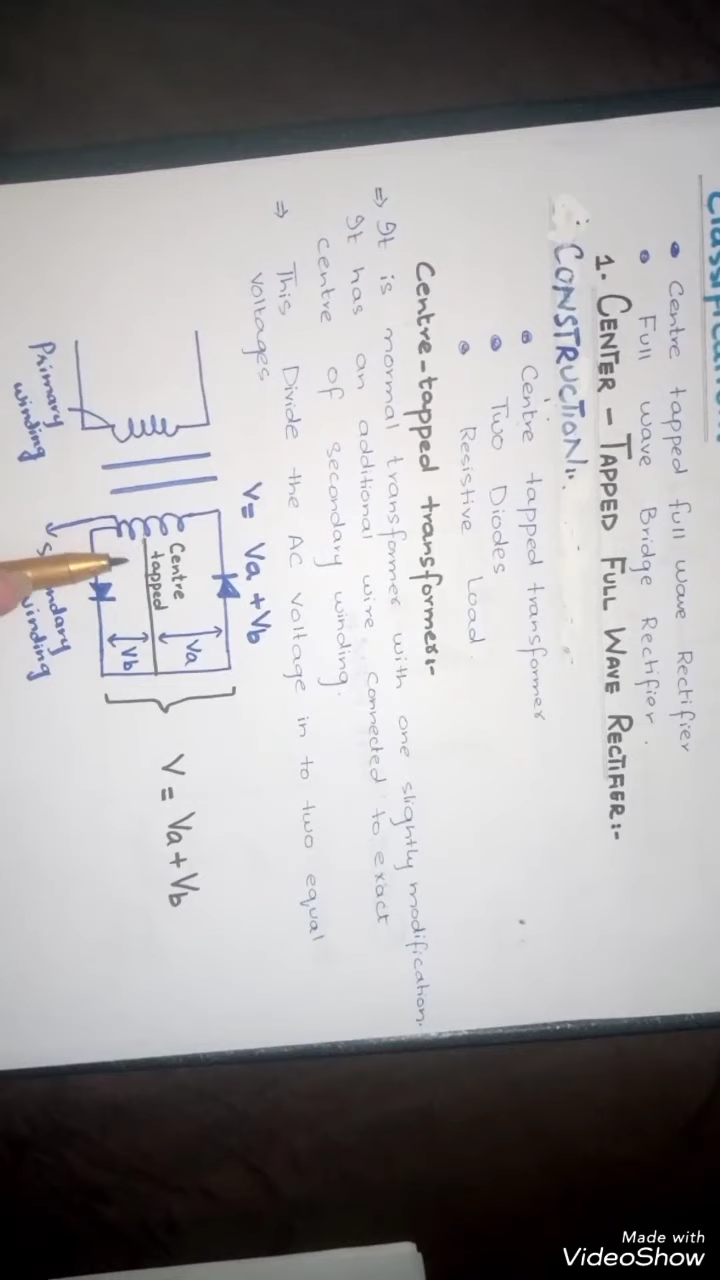 Classification
• Centre tapped full wave Rectifier
• Full wave Bridge Rectifier.
1. CENTER - TAPPED FULL WAVE RECTIFIER:-
CONSTRUCTION:-
• Centre tapped transformer
• Two Diodes
• Resistive Load.
Centre-tapped transformer:-
⇒ It is normal transformer with one slightly modification.
It has an additional wire connected to exact
centre of secondary winding.
⇒ This Divide the AC voltage in to two equal
voltages
V = Va + Vb
Centre
tapped
Va
Vb
V = Va + Vb
Primary
winding
winding
Made with
VideoShow